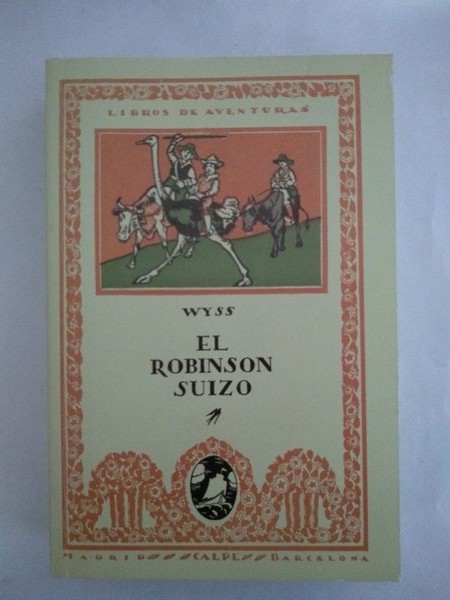 LIBROS DE AVENTURAS
WYSS
EL
ROBINSON
SUIZO
MADRID CALPE BARCELONA